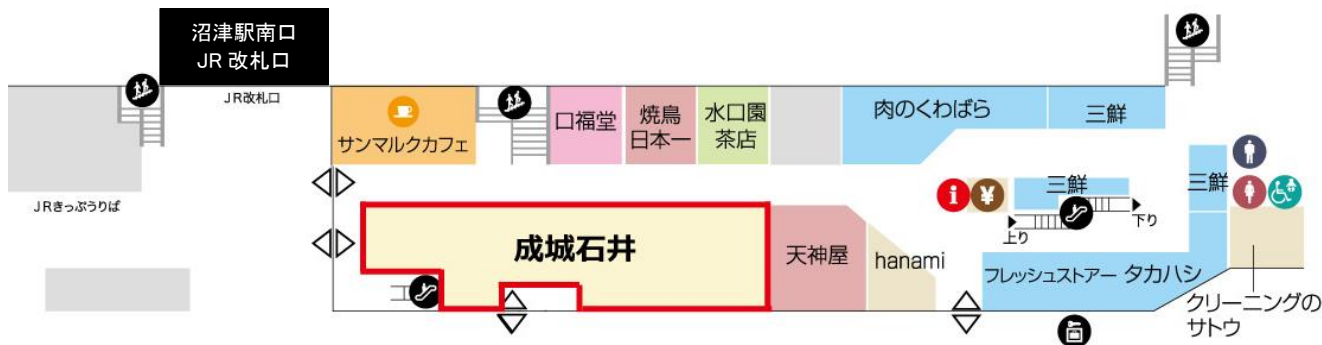 沼津駅南口
JR 改札口
JR改札口
サンマルクカフェ
口福堂
焼鳥
日本一
水口園
茶店
肉のくわばら
三鮮
三鮮
三鮮
JRきっぷうりば
i
¥
上り
下り
成城石井
天神屋
hanami
フレッシュストアー タカハシ
クリーニングの
サトウ